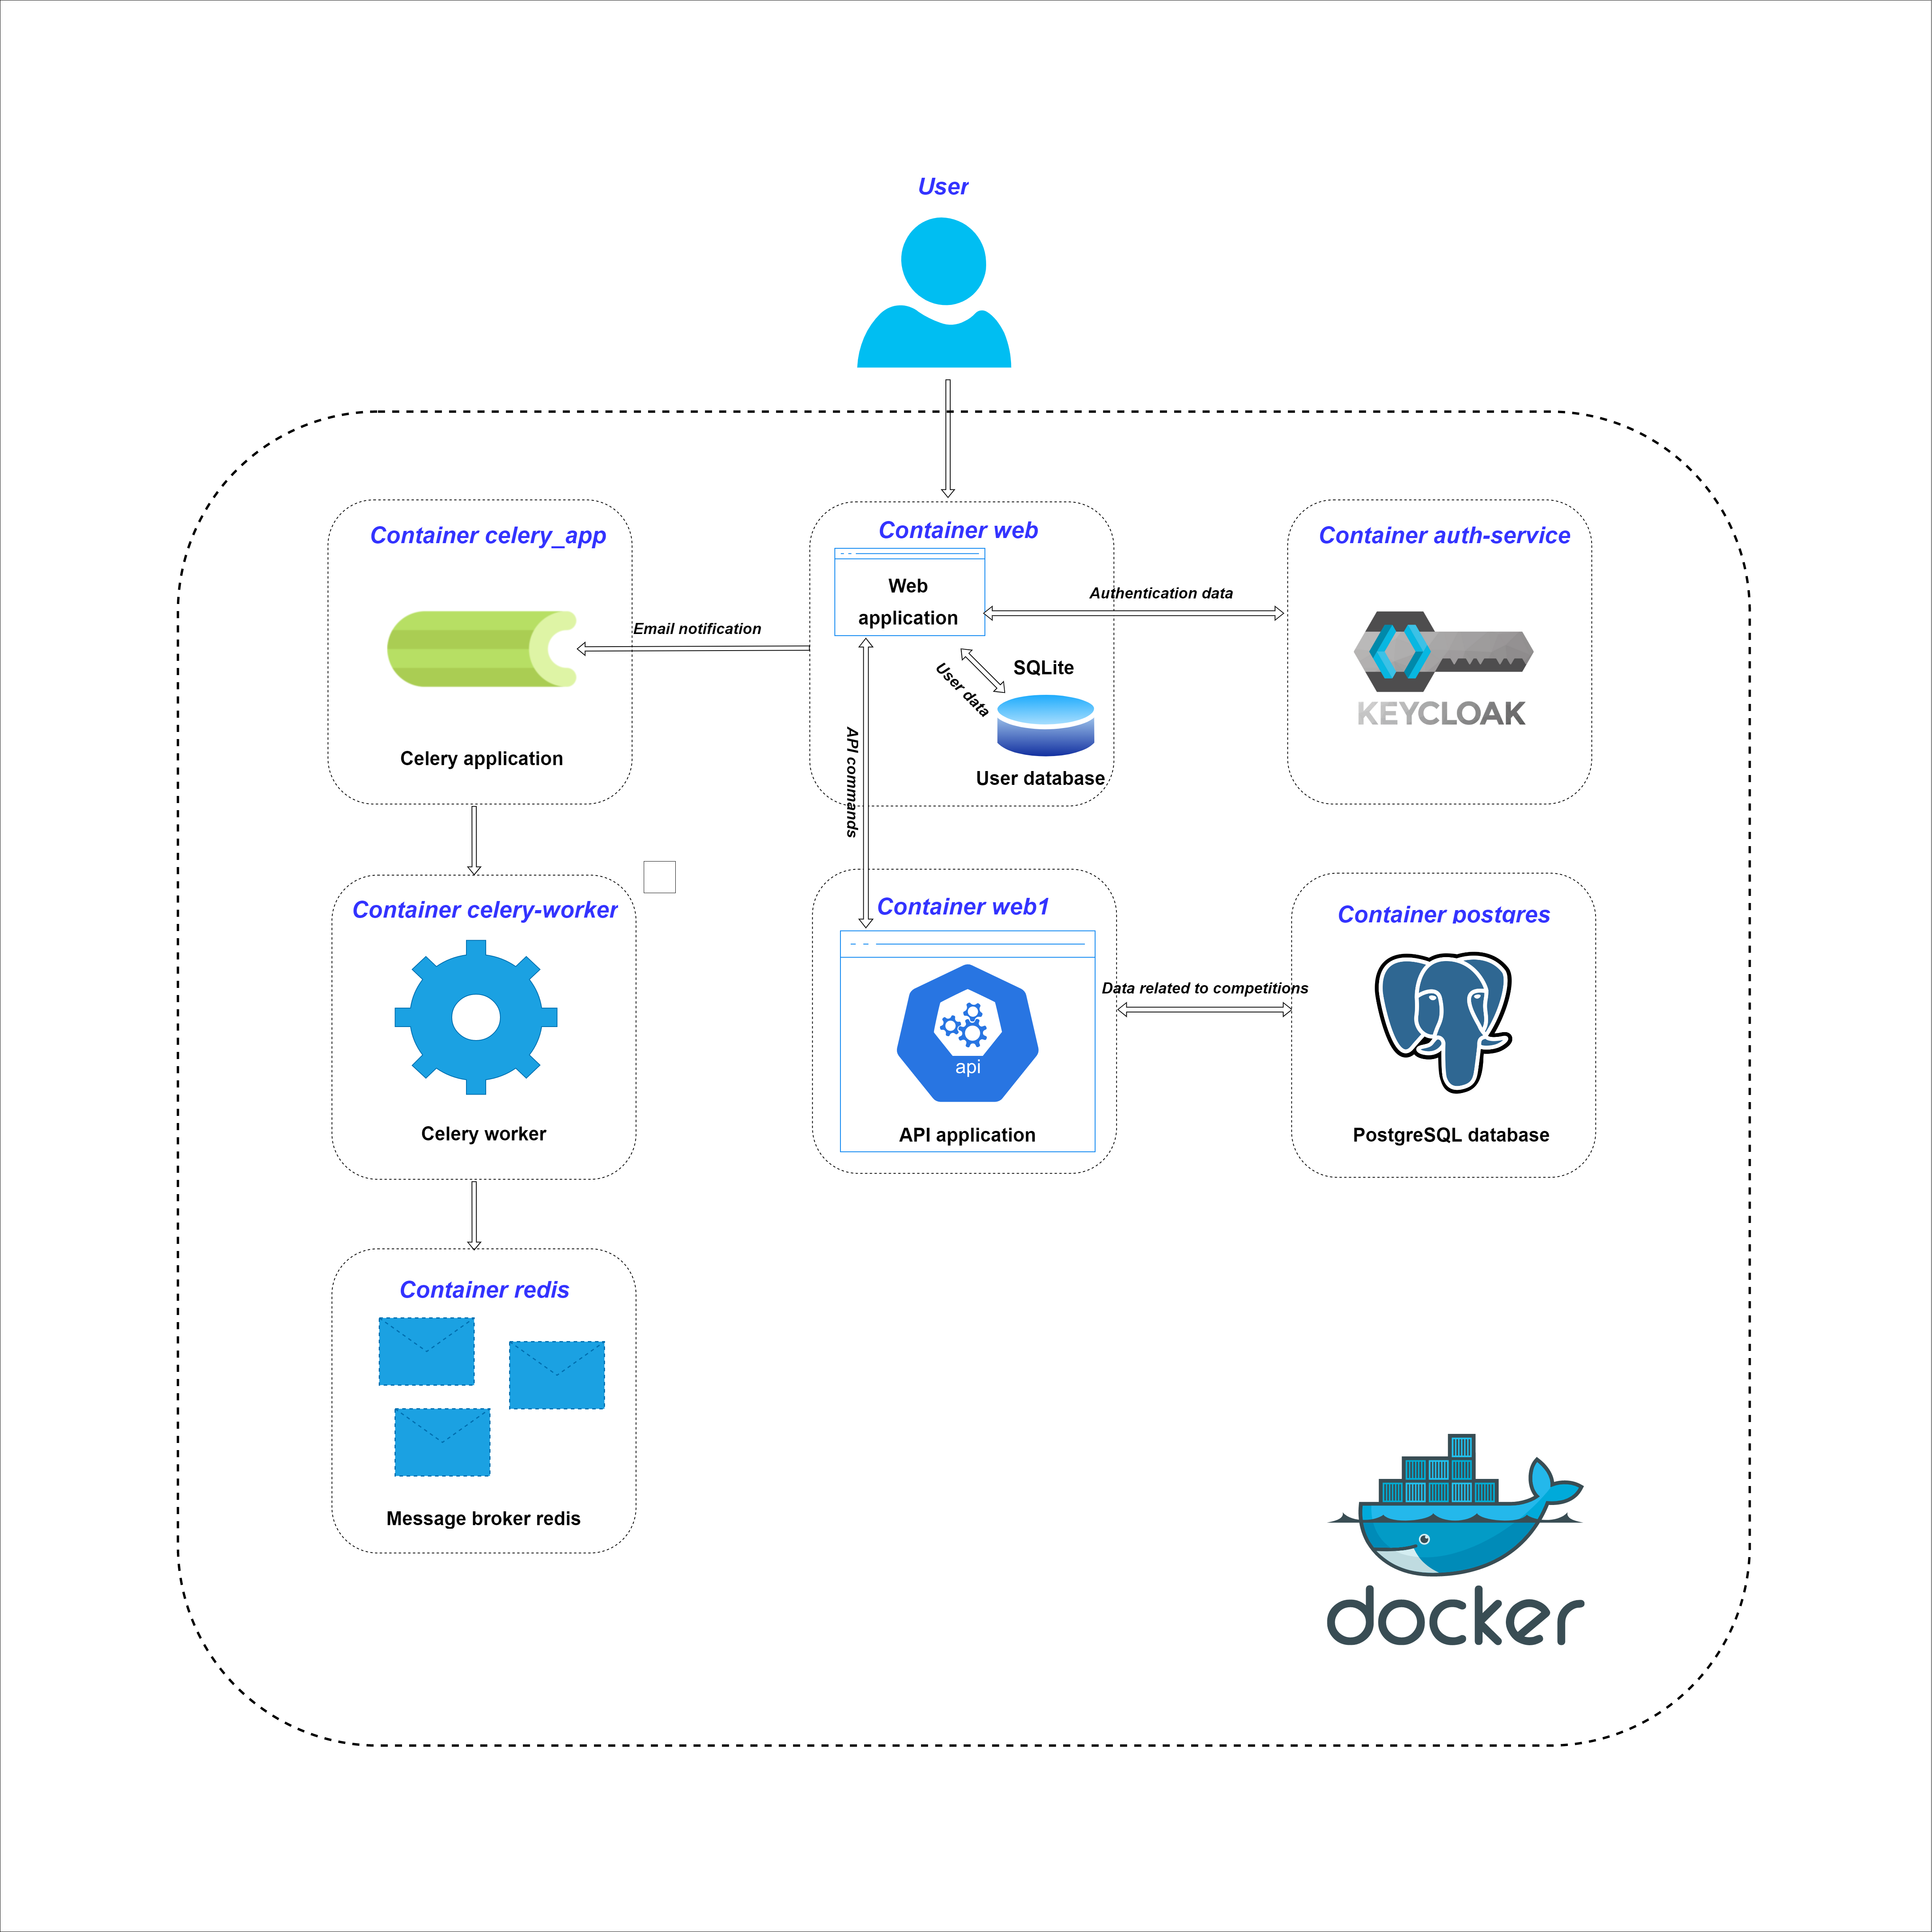 User
Container celery_app
Celery application
Email notification
Container web
Web
application
SQLite
User data
User database
Authentication data
Container auth-service
KEYCLOAK
API commands
Container celery-worker
Celery worker
Container web1
api
API application
Data related to competitions
Container postgres
PostgreSQL database
Container redis
Message broker redis
docker